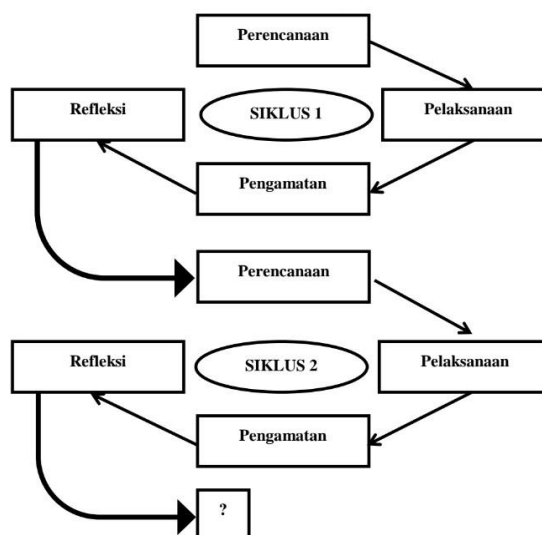 Perencanaan
Refleksi
SIKLUS 1
Pelaksanaan
Pengamatan
Perencanaan
Refleksi
SIKLUS 2
Pelaksanaan
Pengamatan
?